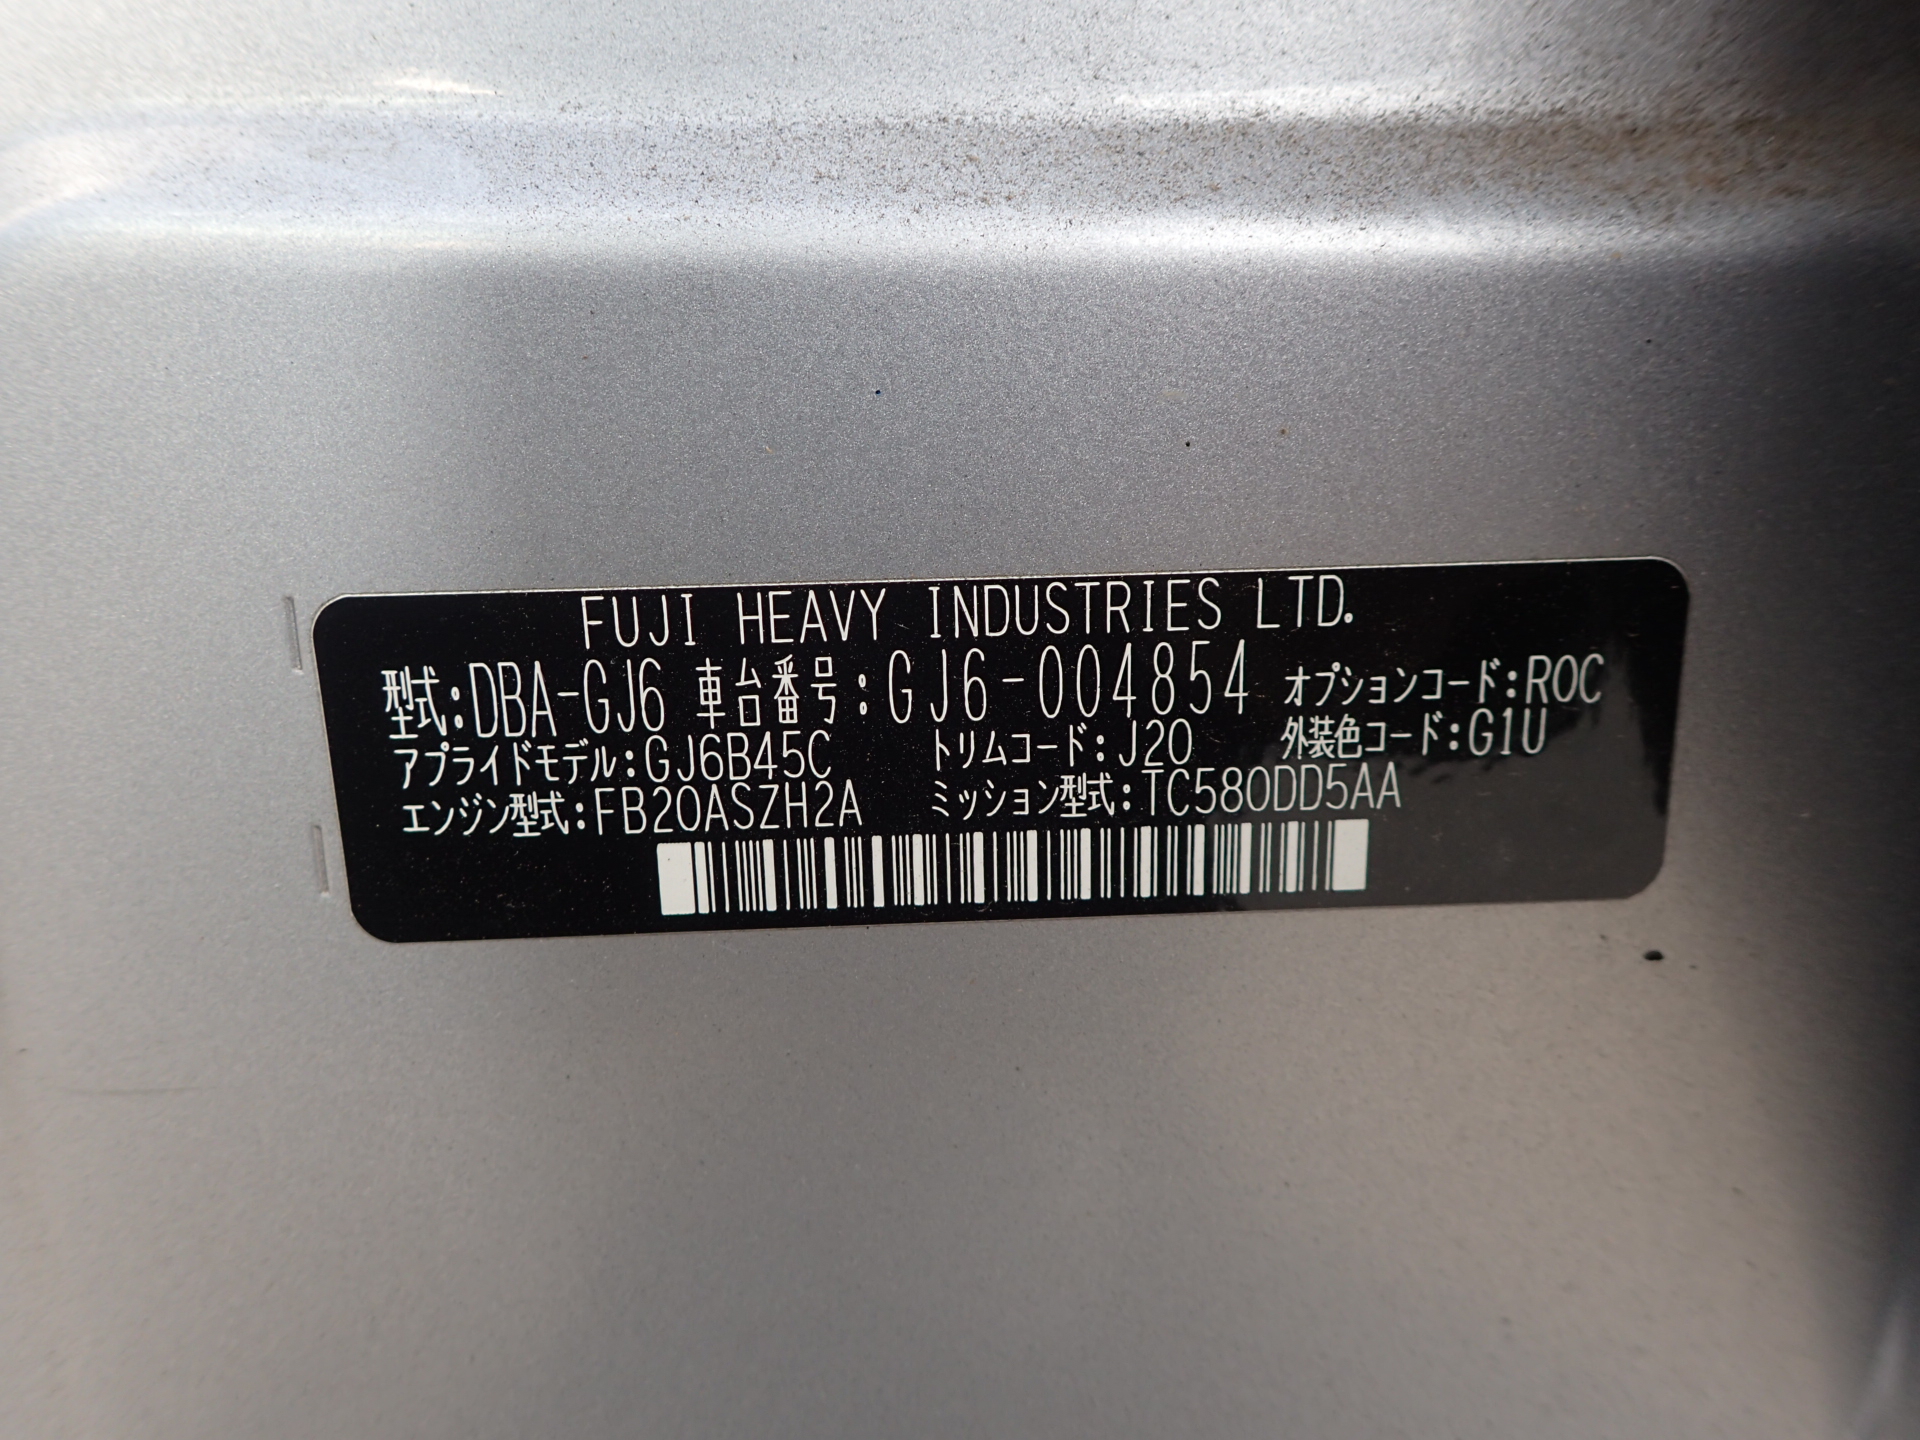 FUJI HEAVY INDUSTRIES LTD.
型式:DBA-GJ6 車台番号:GJ6-004854 オプションコード:ROC
アプライドモデル:GJ6B45C トリムコード:J20 外装色コード:G1U
エンジン型式:FB20ASZH2A ミッション型式:TC580DD5AA